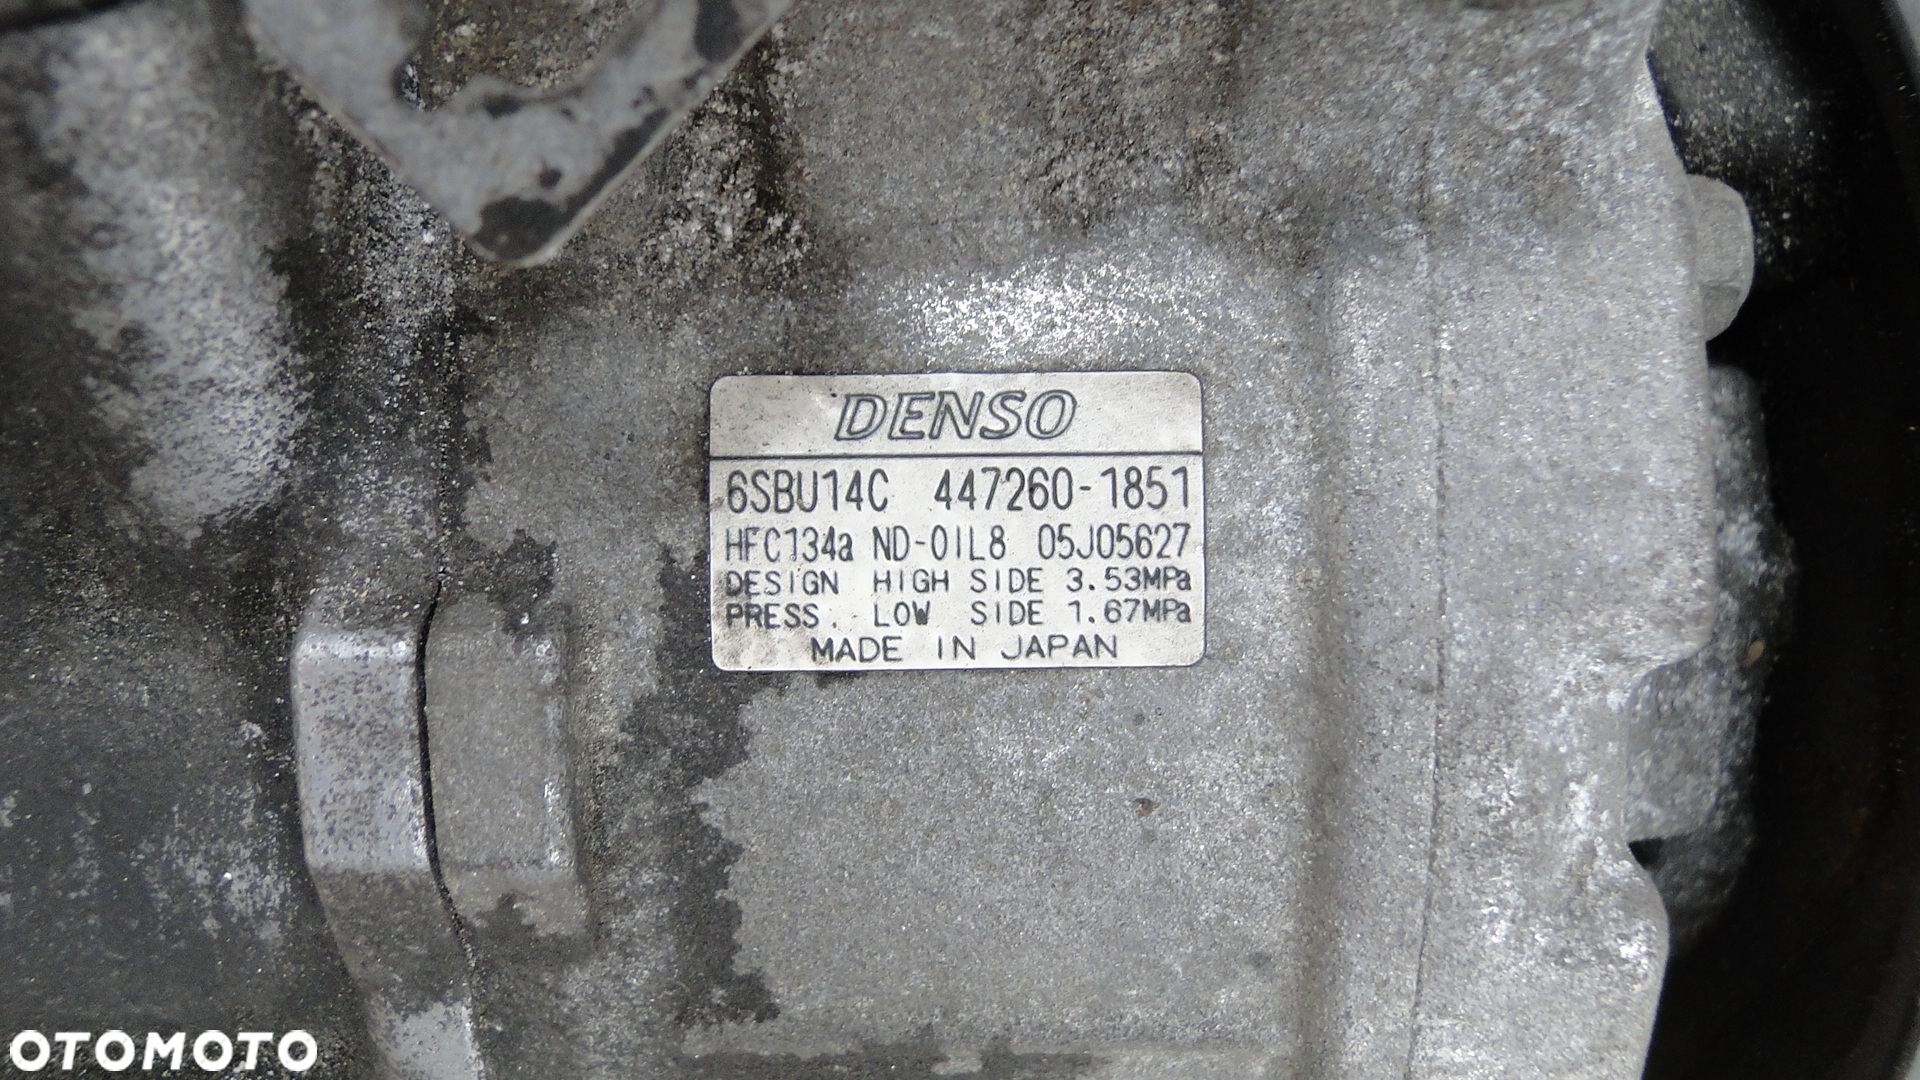 DENSO
6SBU14C 447260-1851
HFC134a ND-OIL8 05J05627
DESIGN HIGH SIDE 3.53MPa
PRESS. LOW SIDE 1.67MPa
MADE IN JAPAN
OTOMOTO